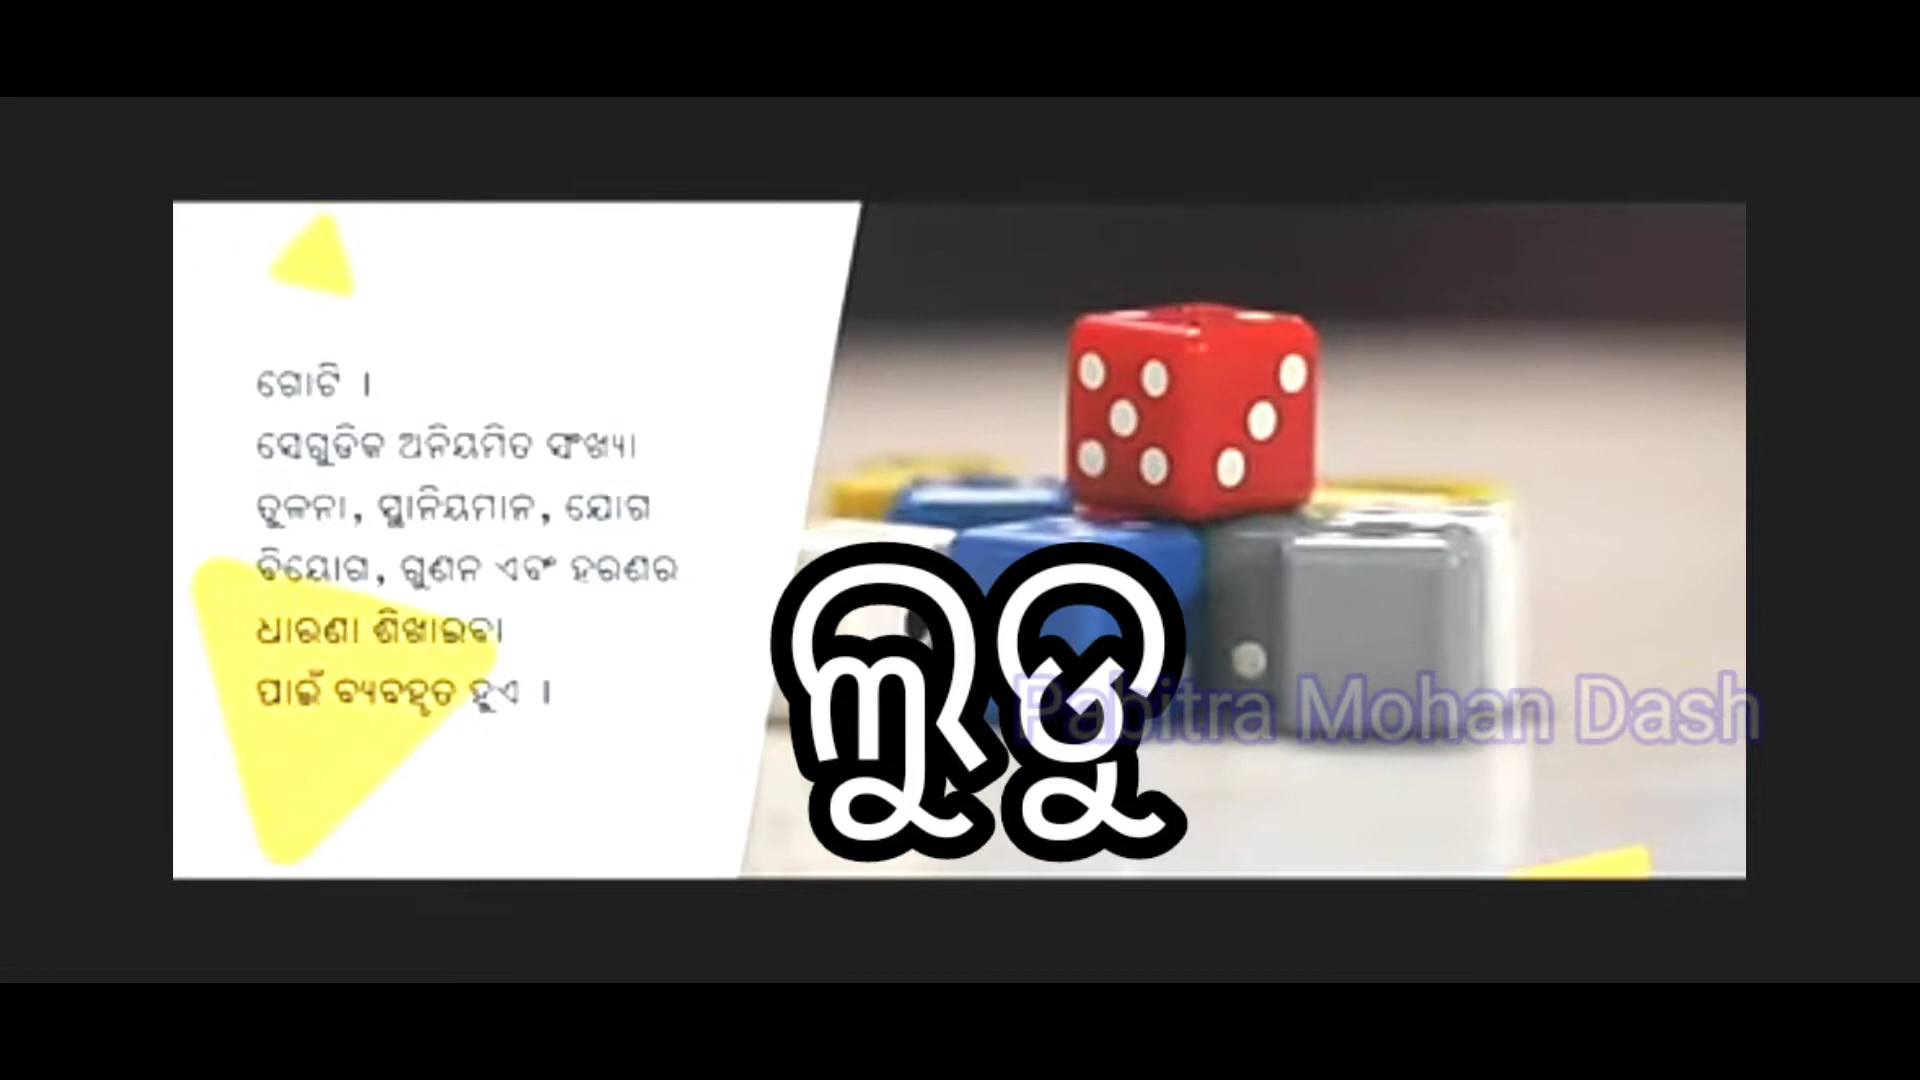 ଗୋଟି ।
ସେଗୁଡିକ ଅନିୟମିତ ସଂଖ୍ୟା
ତୁଳନା, ସ୍ଥାନିୟମାନ, ଯୋଗ
ବିୟୋଗ, ଗୁଣନ ଏବଂ ହରଣର
ଧାରଣା ଶିଖାଇବା
ପାଇଁ ବ୍ୟବହୃତ ହୁଏ ।
ଲୁଡୁ
Pabitra Mohan Dash